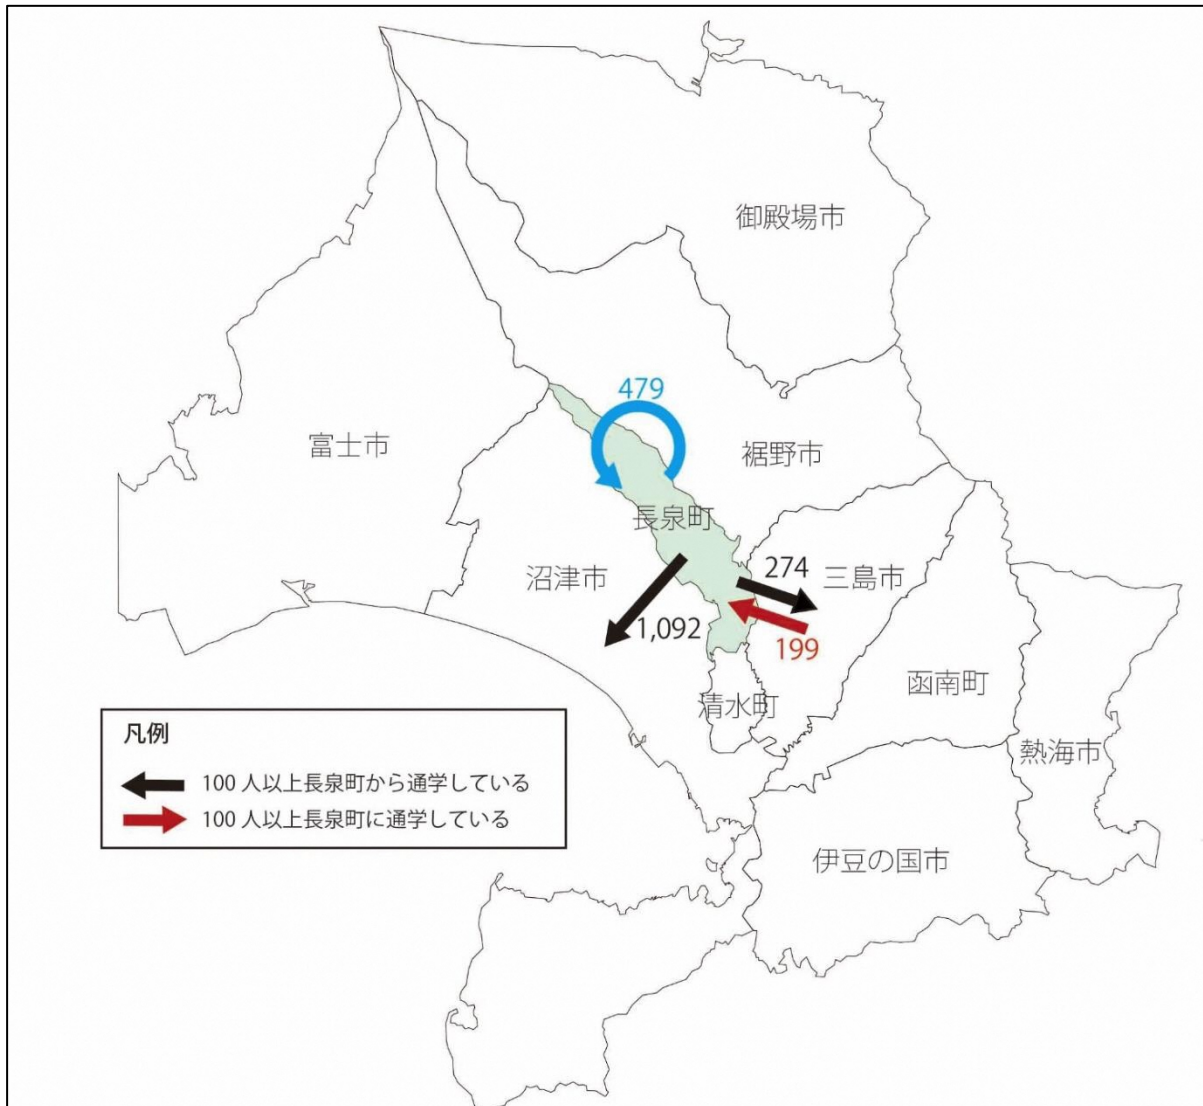 御殿場市
479
富士市
裾野市
長泉町
沼津市
274
三島市
1,092
199
函南町
清水町
熱海市
伊豆の国市
凡例
100 人以上長泉町から通学している
100 人以上長泉町に通学している